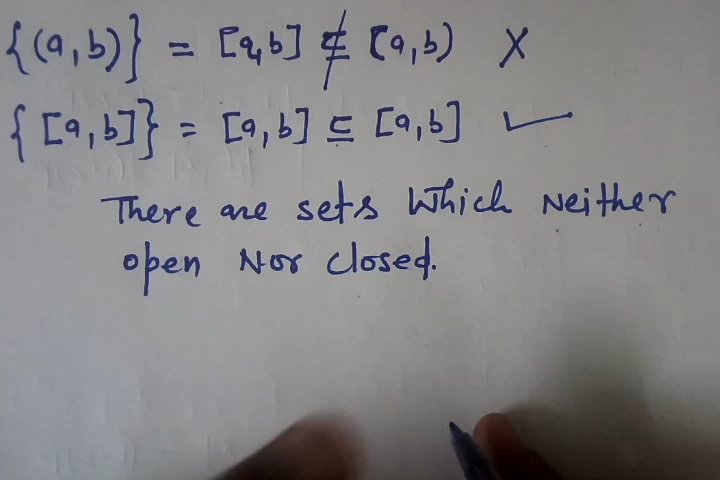 {(a,b)} = [a,b] ⊈ (a,b) X
{[a,b]} = [a,b] ⊆ [a,b] ✓
There are sets which Neither
open Nor closed.